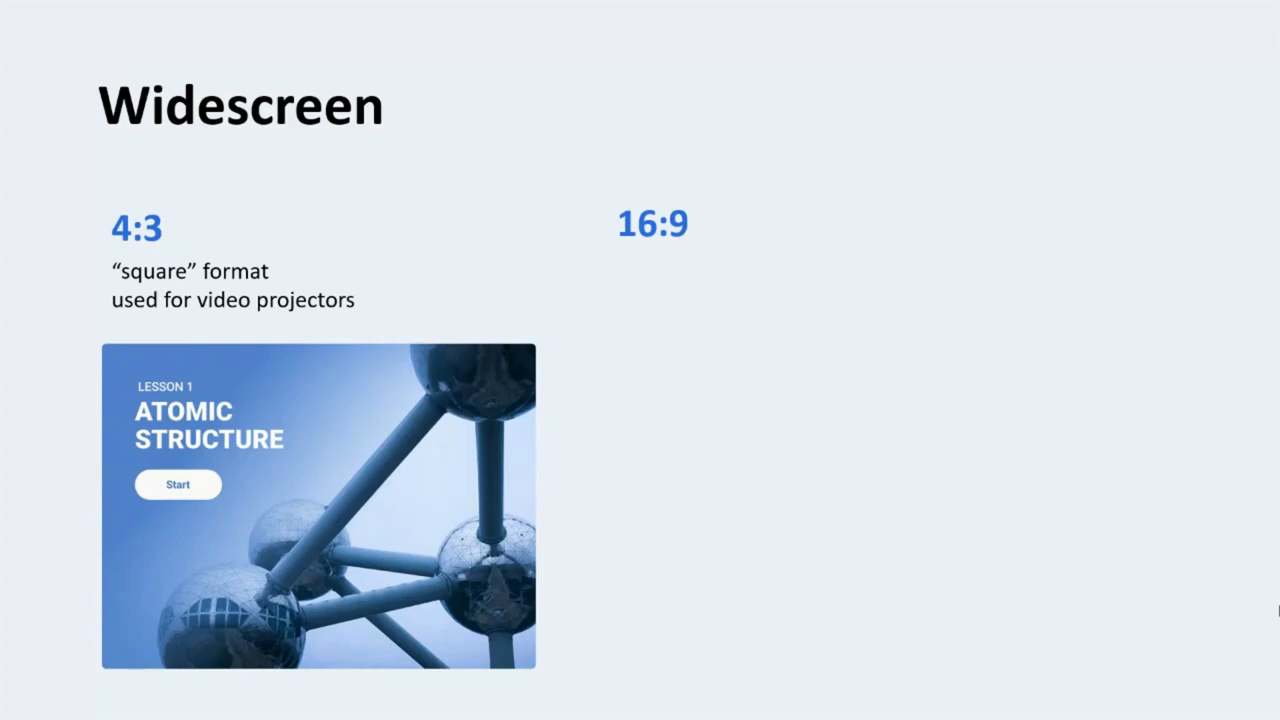 Widescreen
4:3
“square” format
used for video projectors
16:9
LESSON 1
ATOMIC
STRUCTURE
Start